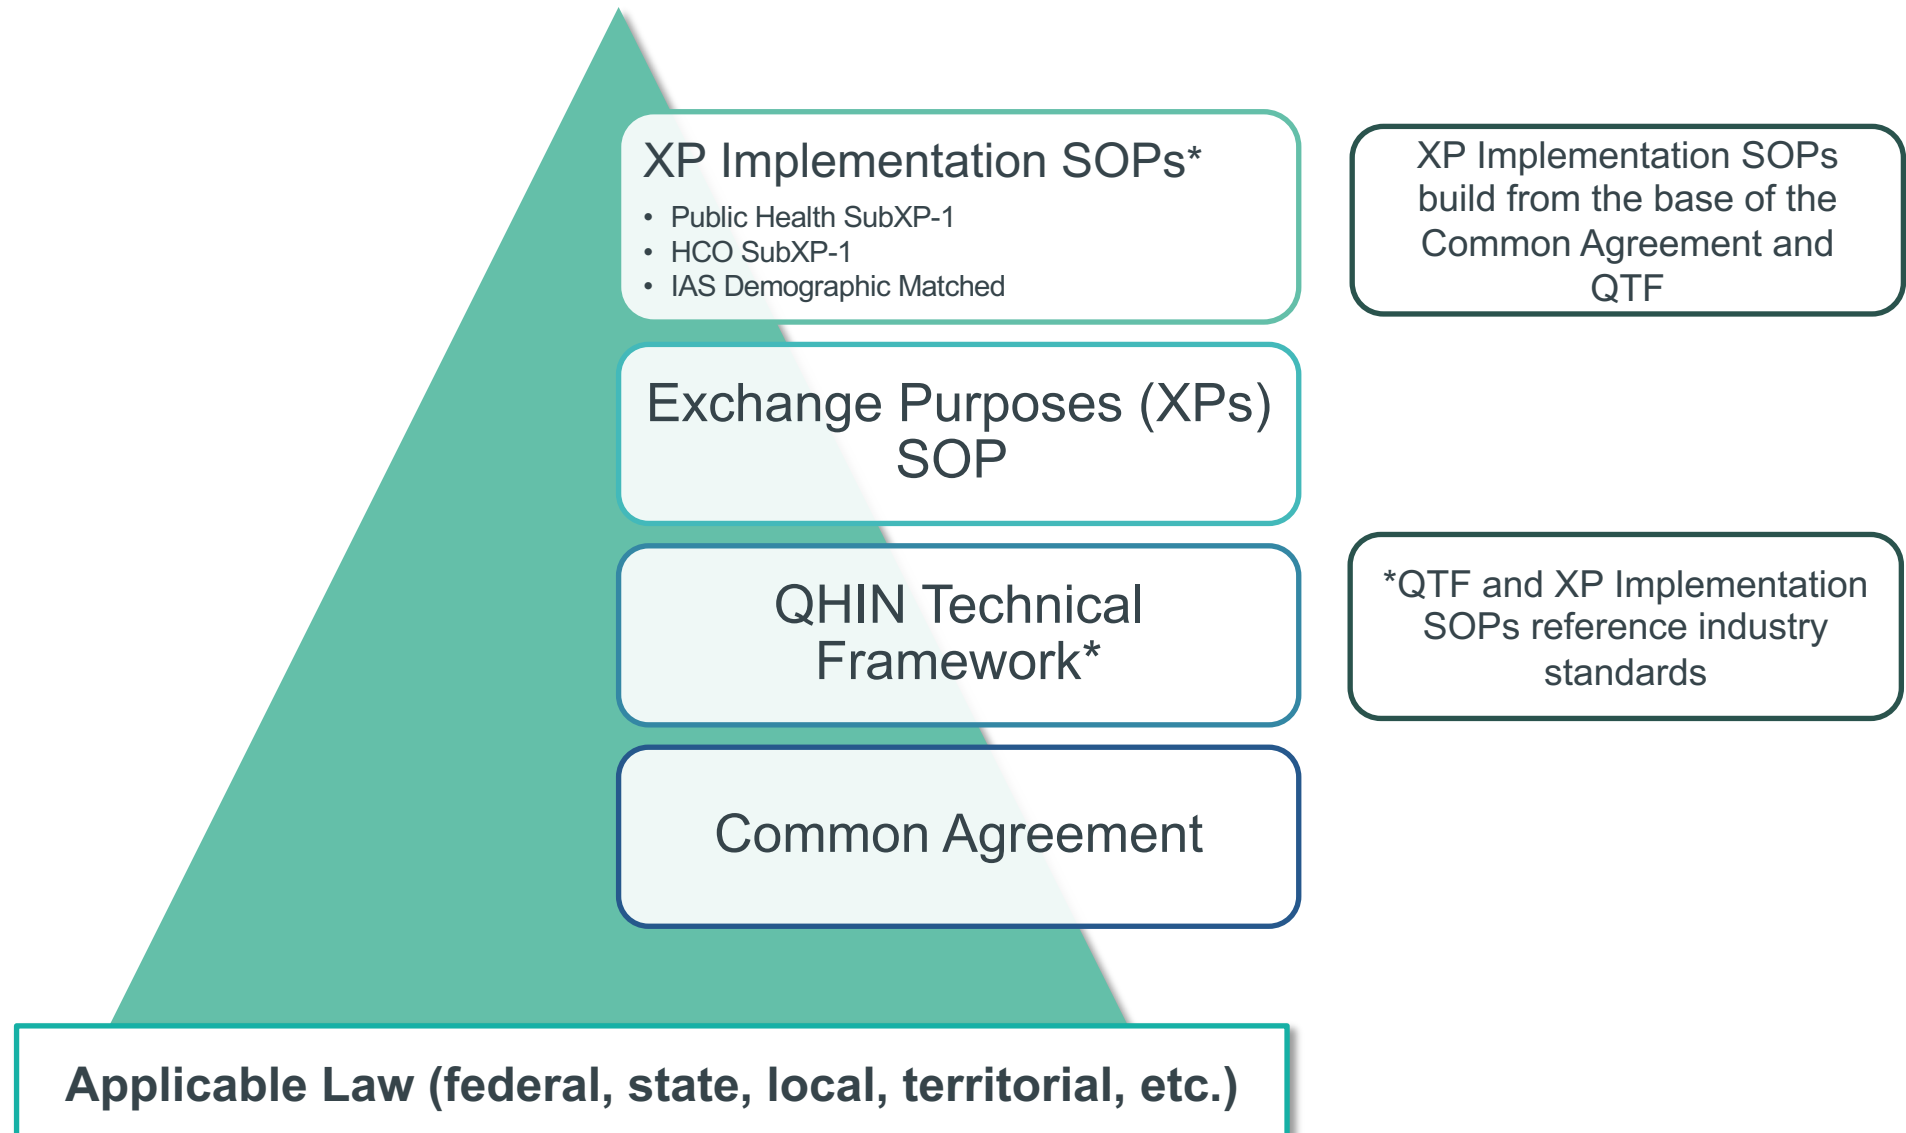 XP Implementation SOPs*
• Public Health SubXP-1
• HCO SubXP-1
• IAS Demographic Matched
XP Implementation SOPs
build from the base of the
Common Agreement and
QTF
Exchange Purposes (XPs)
SOP
QHIN Technical
Framework*
*QTF and XP Implementation
SOPs reference industry
standards
Common Agreement
Applicable Law (federal, state, local, territorial, etc.)